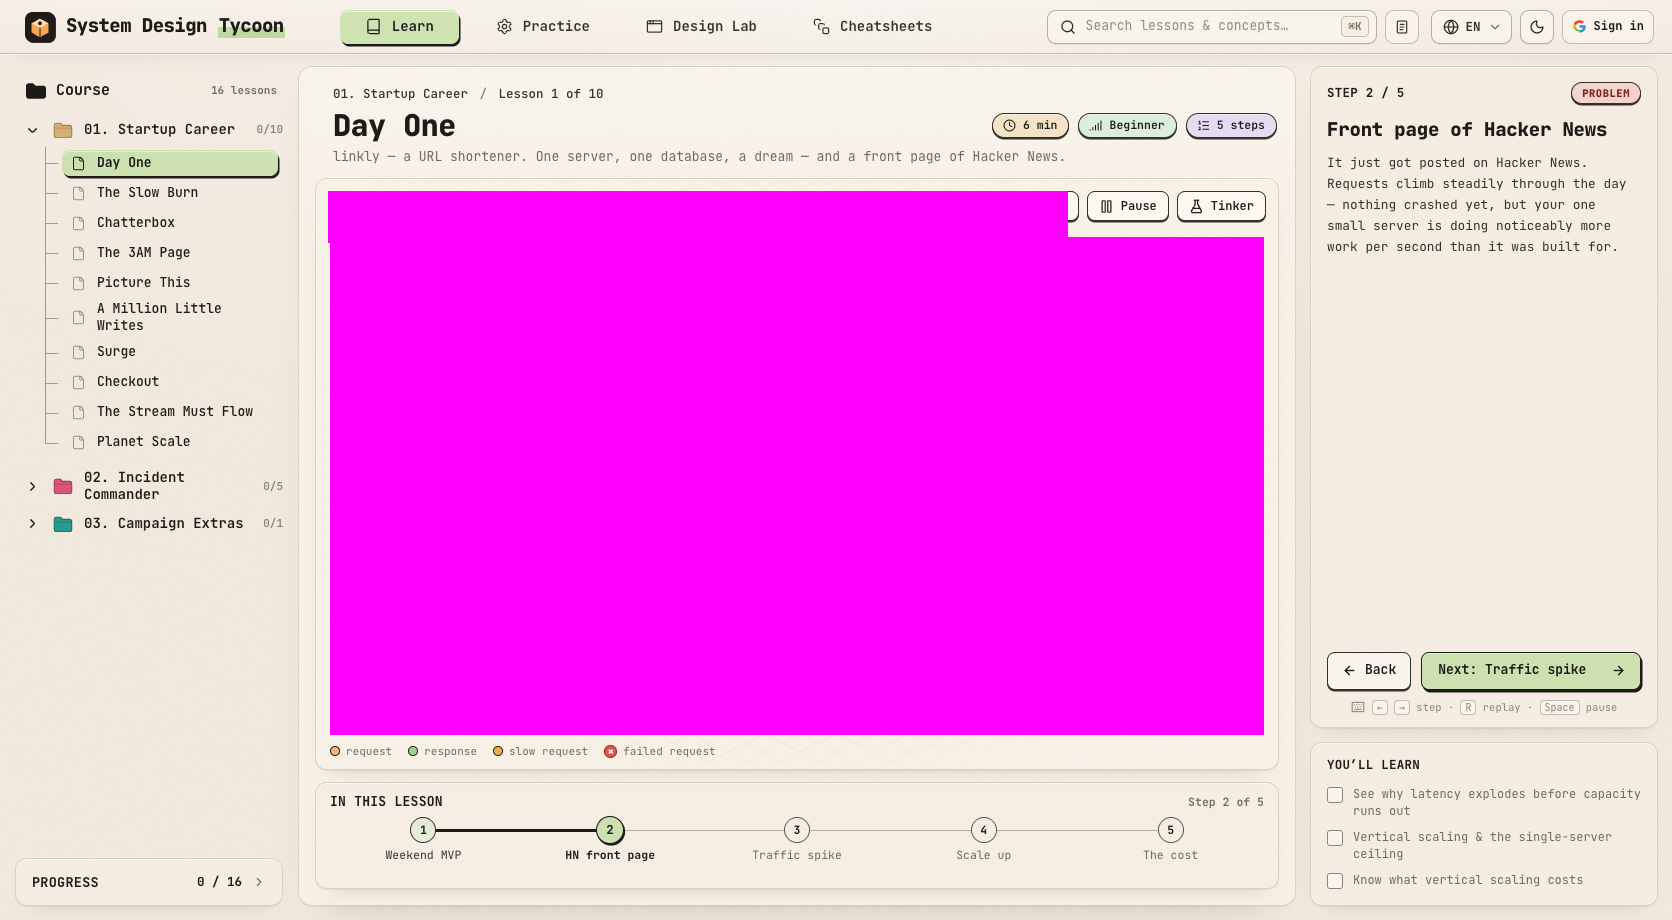 System Design Tycoon
Learn
Practice
Design Lab
Cheatsheets
Search lessons & concepts…
⌘K
EN
Sign in
Course
16 lessons
01. Startup Career
0/10
Day One
The Slow Burn
Chatterbox
The 3AM Page
Picture This
A Million Little
Writes
Surge
Checkout
The Stream Must Flow
Planet Scale
02. Incident
Commander
0/5
03. Campaign Extras
0/1
PROGRESS
0 / 16
01. Startup Career / Lesson 1 of 10
Day One
6 min
Beginner
5 steps
linkly — a URL shortener. One server, one database, a dream — and a front page of Hacker News.
Pause
Tinker
request
response
slow request
failed request
IN THIS LESSON
Step 2 of 5
1
2
3
4
5
Weekend MVP
HN front page
Traffic spike
Scale up
The cost
STEP 2 / 5
PROBLEM
Front page of Hacker News
It just got posted on Hacker News.
Requests climb steadily through the day
— nothing crashed yet, but your one
small server is doing noticeably more
work per second than it was built for.
Back
Next: Traffic spike
← → step · R replay · Space pause
YOU’LL LEARN
See why latency explodes before capacity
runs out
Vertical scaling & the single-server
ceiling
Know what vertical scaling costs